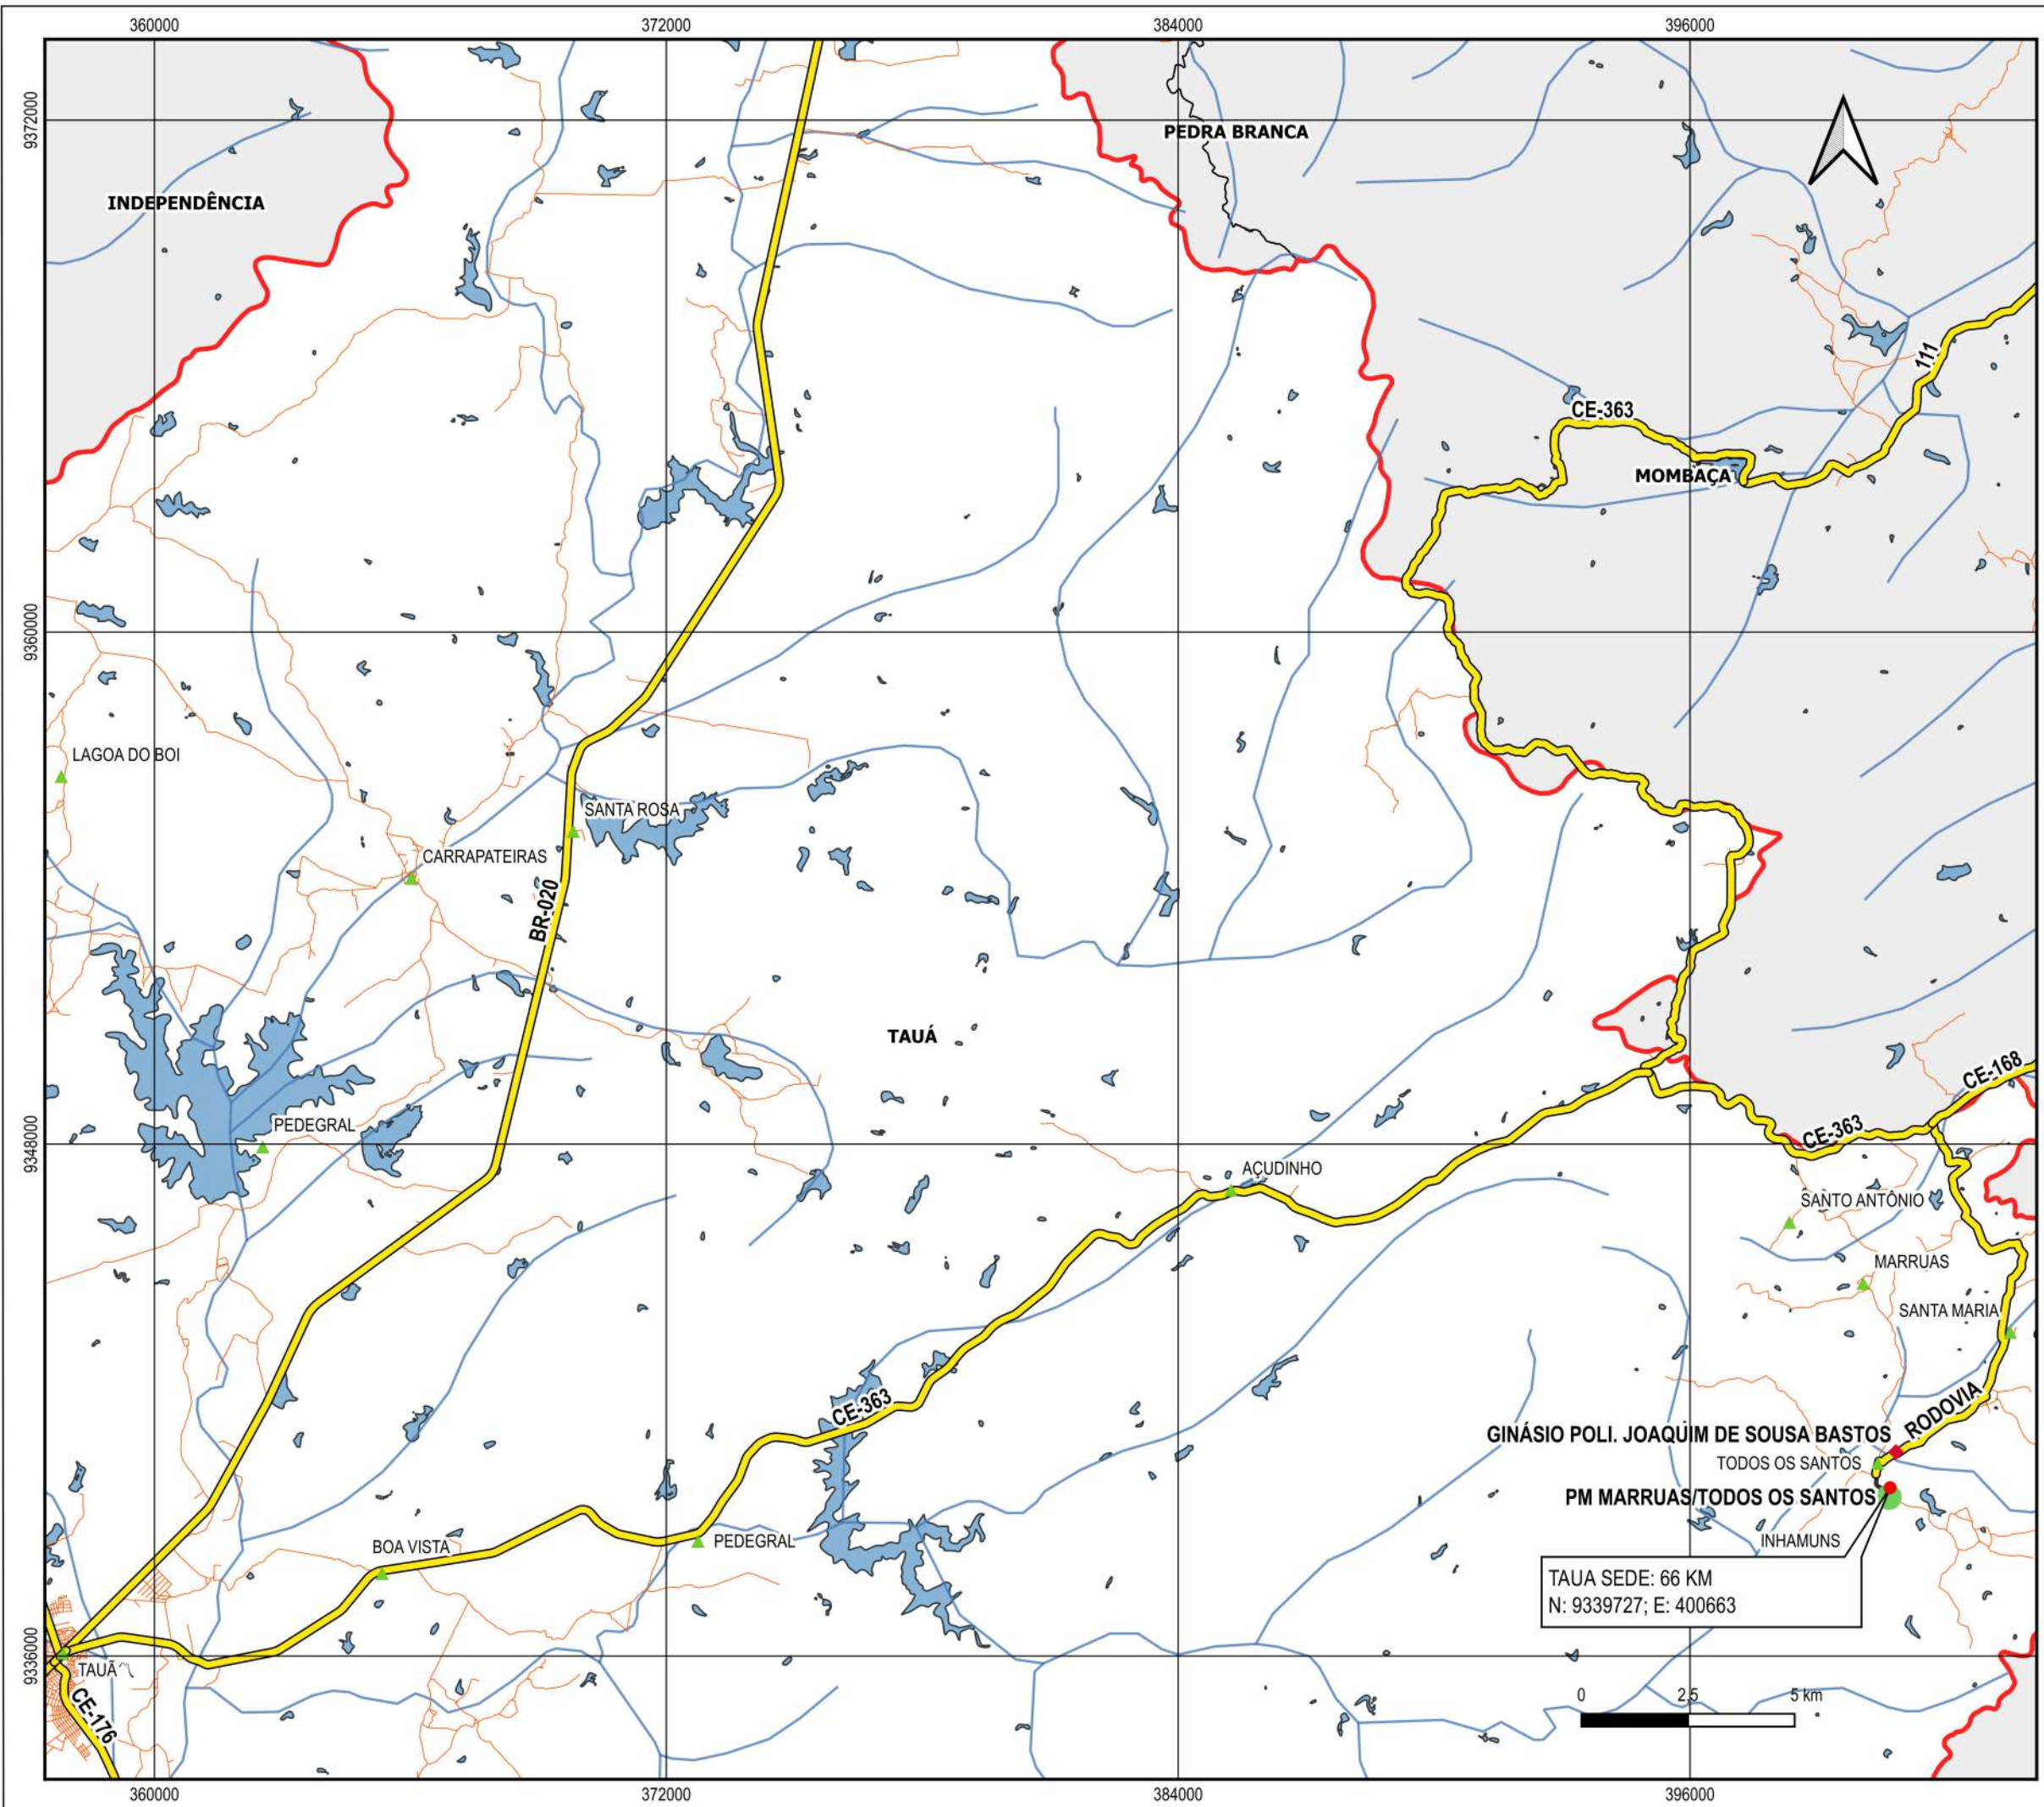 360000
372000
384000
396000
9372000
PEDRA BRANCA
INDEPENDÊNCIA
111
CE-363
MOMBAÇA
9360000
LAGOA DO BOI
SANTA ROSA
CARRAPATEIRAS
BR-020
TAUÁ
CE-168
9348000
PEDEGRAL
CE-363
AÇUDINHO
SANTO ANTÔNIO
MARRUAS
SANTA MARIA
CE-363
RODOVIA
GINÁSIO POLI. JOAQUIM DE SOUSA BASTOS
TODOS OS SANTOS
PM MARRUAS/TODOS OS SANTOS
BOA VISTA
PEDEGRAL
INHAMUNS
TAUA SEDE: 66 KM
N: 9339727; E: 400663
9336000
TAUÃ
CE-176
0 2,5 5 km
360000
372000
384000
396000